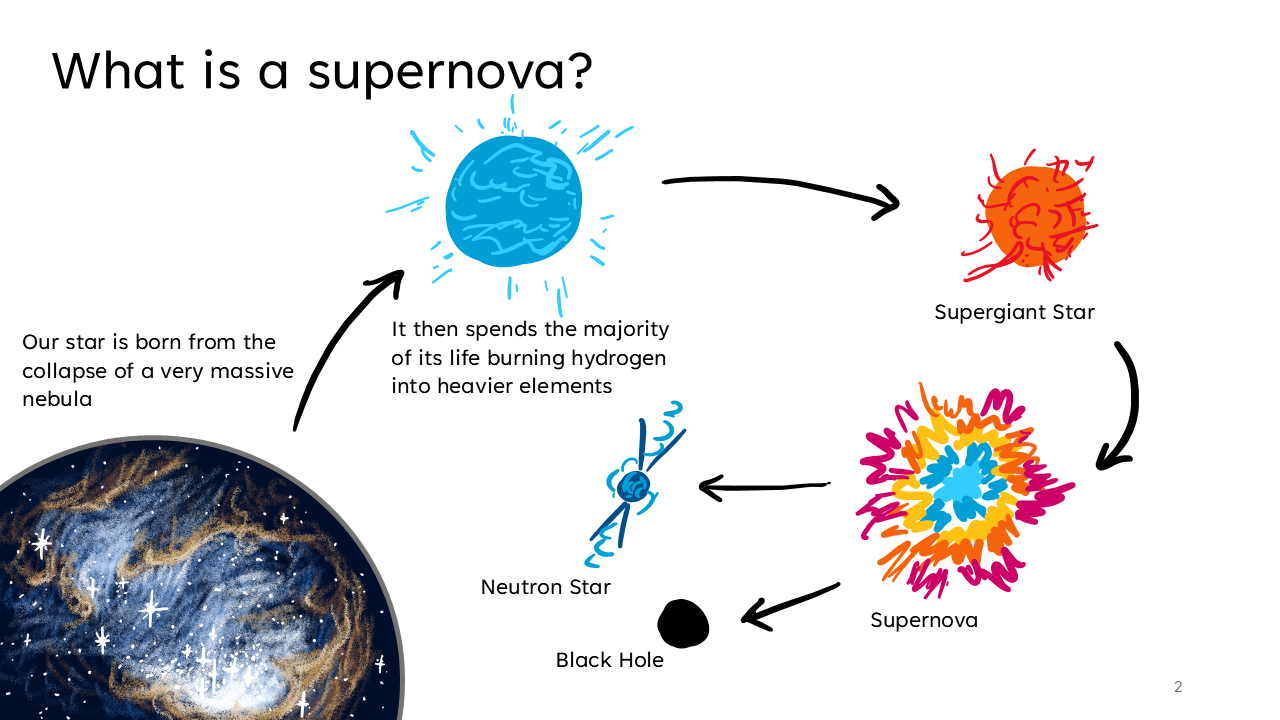 What is a supernova?
Our star is born from the
collapse of a very massive
nebula
It then spends the majority
of its life burning hydrogen
into heavier elements
Supergiant Star
Supernova
Neutron Star
Black Hole
2